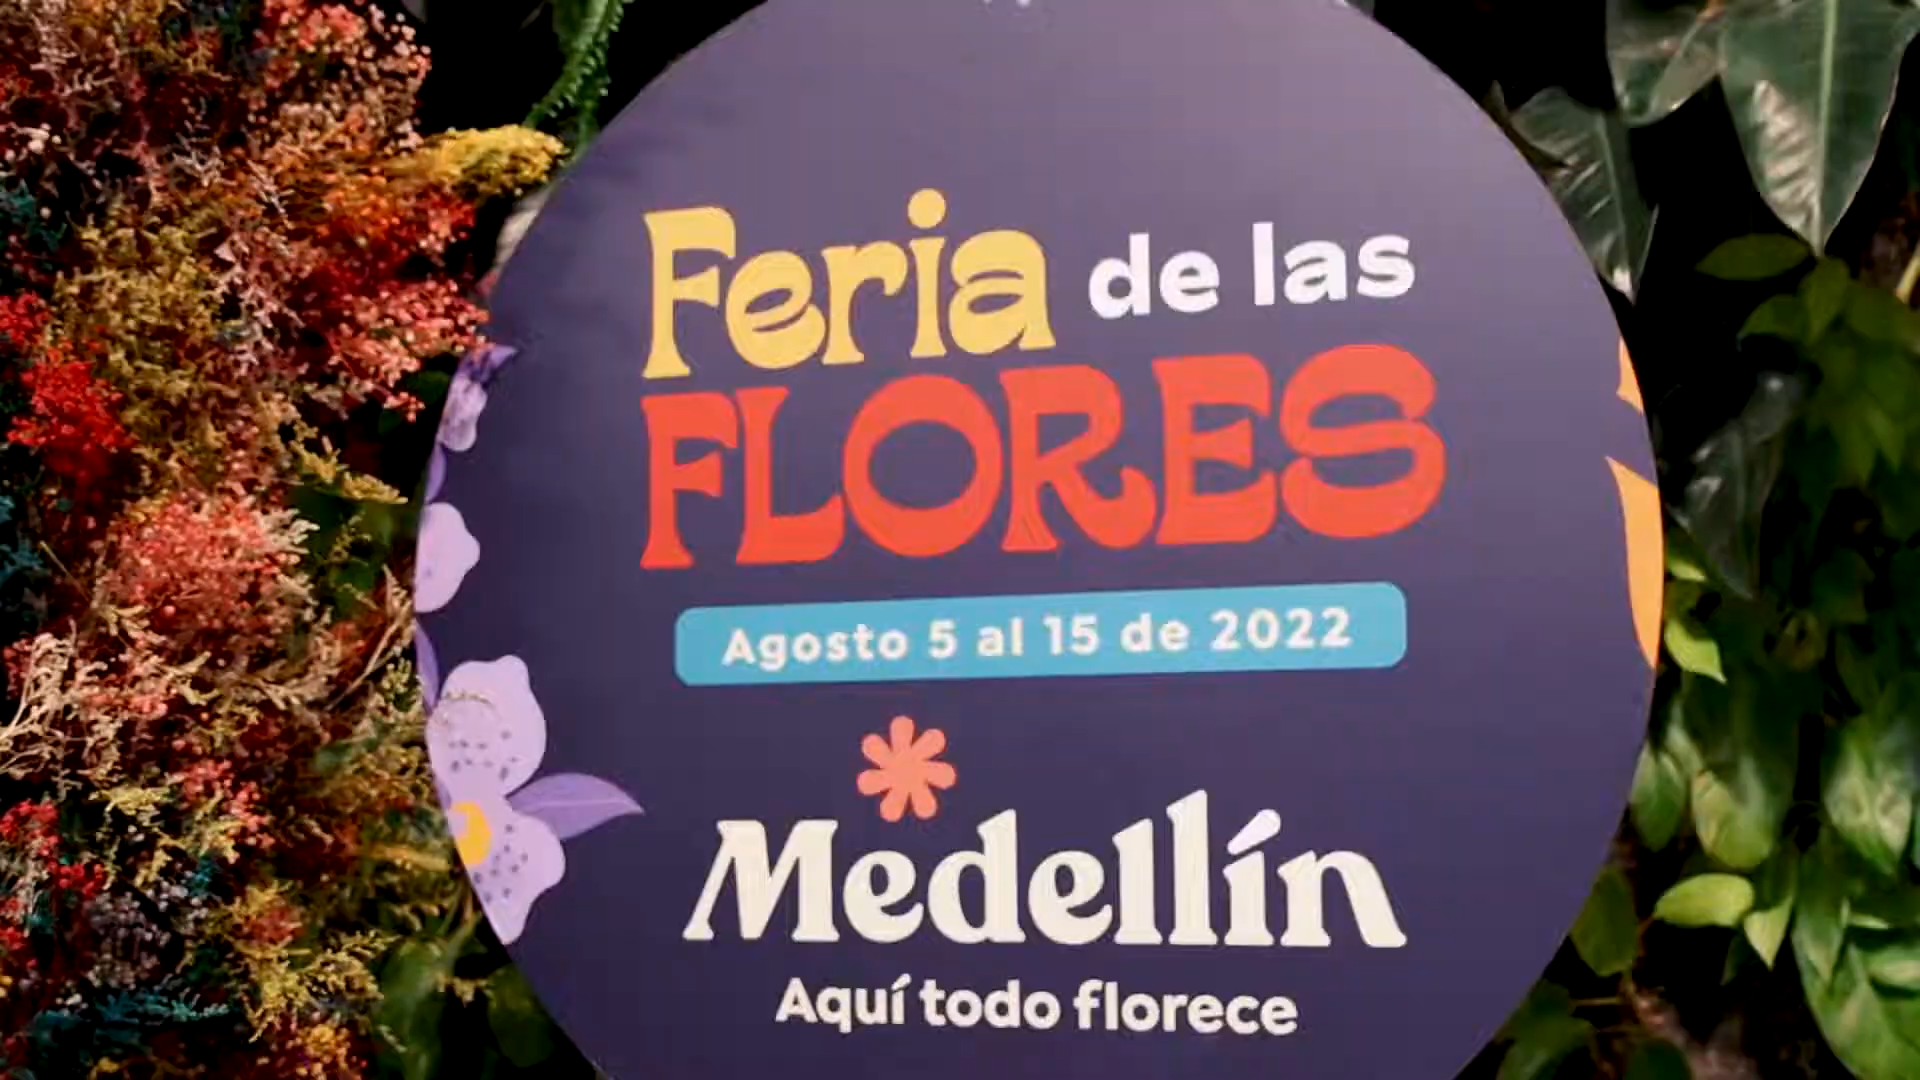 Feria de las
FLORES
Agosto 5 al 15 de 2022
Medellín
Aquí todo florece